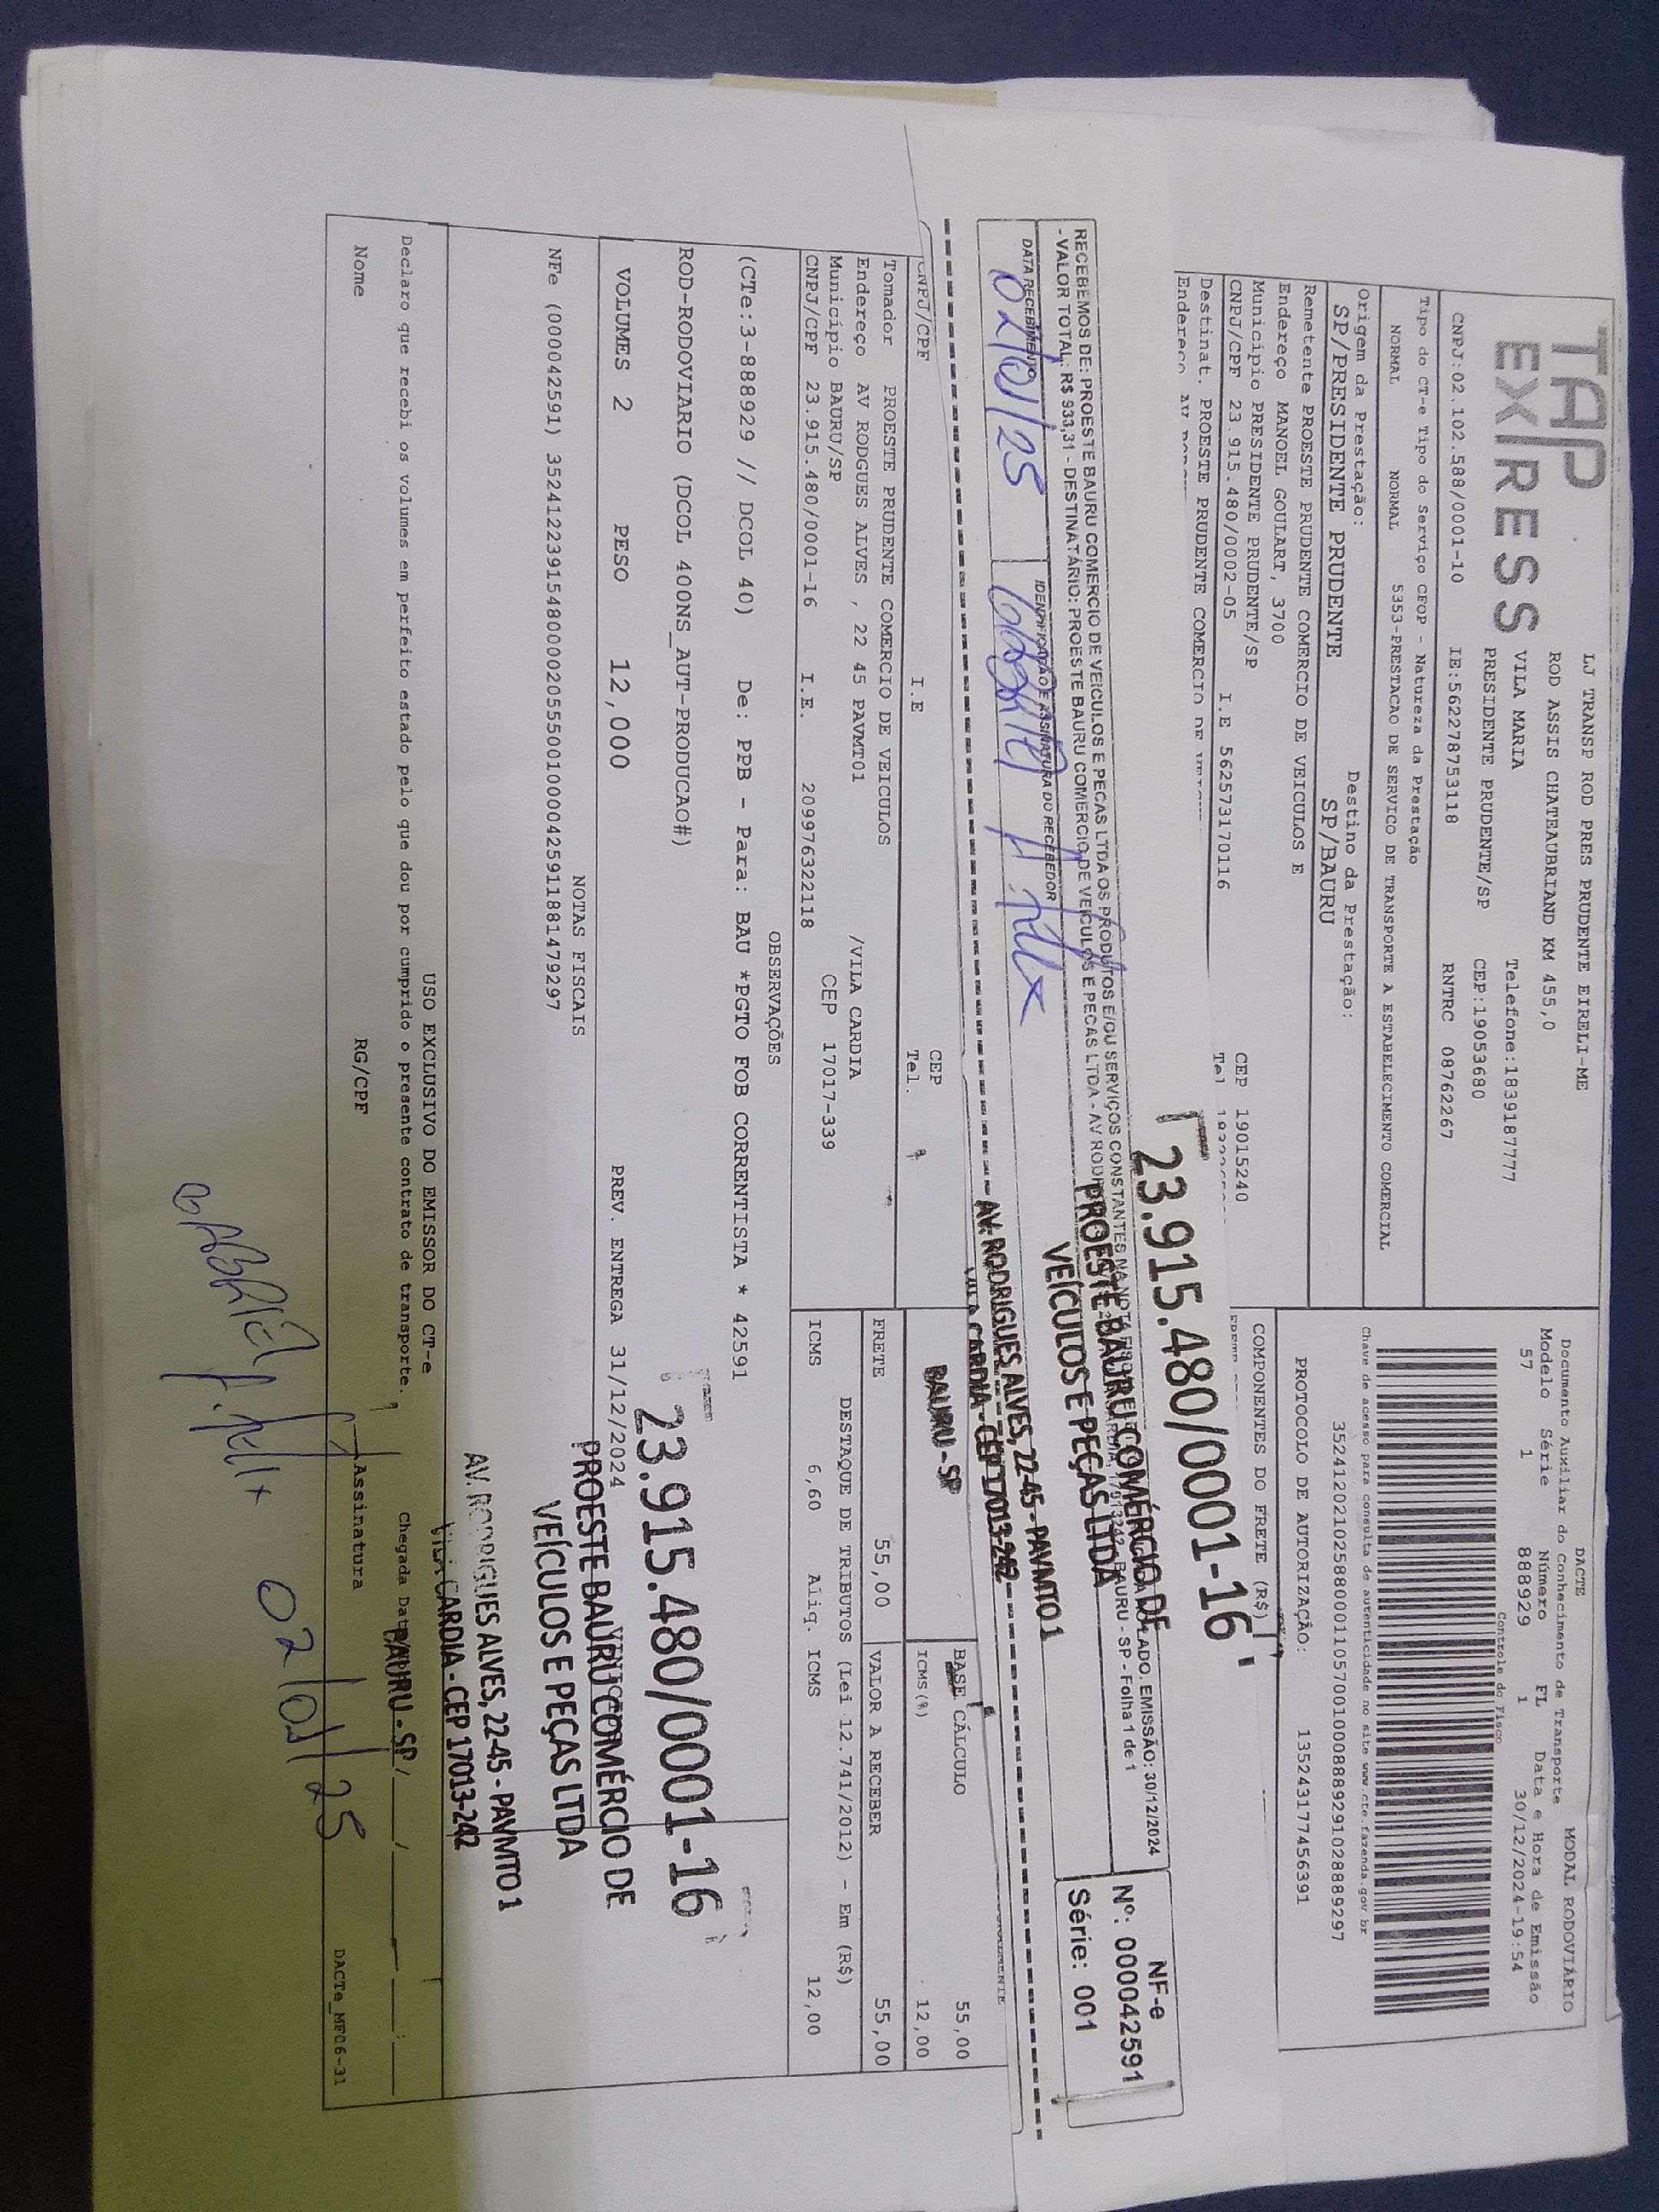 TAP
EX/RESS
LJ TRANSP ROD PRES PRUDENTE EIRELI-ME
ROD ASSIS CHATEAUBRIAND KM 455,0
VILA MARIA
Telefone:1839187777
PRESIDENTE PRUDENTE/SP
CEP:19053680
CNPJ:02.102.588/0001-10
IE:562278753118
RNTRC 08762267
DACTE
Documento Auxiliar do Conhecimento de Transporte
MODAL RODOVIÁRIO
Modelo Série Número FL Data e Hora de Emissão
57 1 888929 1 30/12/2024-19:54
Controle do Fisco
Chave de acesso para consulta de autenticidade no site www.cte.fazenda.gov.br
35241202102588000110570010008889291028889297
PROTOCOLO DE AUTORIZAÇÃO:
135243177456391
Tipo do CT-e Tipo do Serviço CFOP - Natureza da Prestação
NORMAL NORMAL 5353-PRESTACAO DE SERVICO DE TRANSPORTE A ESTABELECIMENTO COMERCIAL
Origem da Prestação:
Destino da Prestação:
SP/PRESIDENTE PRUDENTE
SP/BAURU
Remetente PROESTE PRUDENTE COMERCIO DE VEICULOS E
Endereço MANOEL GOULART, 3700
Município PRESIDENTE PRUDENTE/SP
CEP 19015240
CNPJ/CPF 23.915.480/0002-05 I.E 562573170116
Tel
COMPONENTES DO FRETE (R$)
Destinat. PROESTE PRUDENTE COMERCIO DE
Endereço AV
23.915.480/0001-16
PROESTE BAURU COMÉRCIO DE
VEÍCULOS E PEÇAS LTDA
AV. RODRIGUES ALVES, 22-45 - PAVMTO 1
VILA CARDIA - CEP 17013-242
BAURU - SP
RECEBEMOS DE: PROESTE BAURU COMERCIO DE VEICULOS E PECAS LTDA OS PRODUTOS E/OU SERVIÇOS CONSTANTES NA NOTA LADO. EMISSÃO: 30/12/2024
- VALOR TOTAL: R$ 933,31 - DESTINATÁRIO: PROESTE BAURU COMERCIO DE VEICULOS E PECAS LTDA - AV BAURU - SP - Folha 1 de 1
NF-e
Nº: 000042591
Série: 001
DATA RECEBIMENTO
02/01/25
IDENTIFICAÇÃO E ASSINATURA DO RECEBEDOR
CNPJ/CPF I.E
CEP
Tel.
BASE CÁLCULO 55,00
ICMS(%) 12,00
Tomador PROESTE PRUDENTE COMERCIO DE VEICULOS
Endereço AV RODGUES ALVES , 22 45 PAVMT01 /VILA CARDIA
Município BAURU/SP CEP 17017-339
CNPJ/CPF 23.915.480/0001-16 I.E. 209976322118
FRETE 55,00
VALOR A RECEBER 55,00
DESTAQUE DE TRIBUTOS (Lei 12.741/2012) - Em (R$)
ICMS 6,60 Aliq. ICMS 12,00
OBSERVAÇÕES
(CTe:3-888929 // DCOL 40) De: PPB - Para: BAU *PGTO FOB CORRENTISTA * 42591
ROD-RODOVIARIO (DCOL 400NS_AUT-PRODUCAO#)
VOLUMES 2 PESO 12,000 PREV. ENTREGA 31/12/2024
NOTAS FISCAIS
NFe (000042591) 35241223915480000205550010000425911881479297
23.915.480/0001-16
PROESTE BAURU COMÉRCIO DE
VEÍCULOS E PEÇAS LTDA
AV. RODRIGUES ALVES, 22-45 - PAVMTO 1
VILA CARDIA - CEP 17013-242
BAURU - SP
USO EXCLUSIVO DO EMISSOR DO CT-e
Declaro que recebi os volumes em perfeito estado pelo que dou por cumprido o presente contrato de transporte.
Chegada Data
Nome RG/CPF Assinatura
DACTe_MF06-31
02/01/25